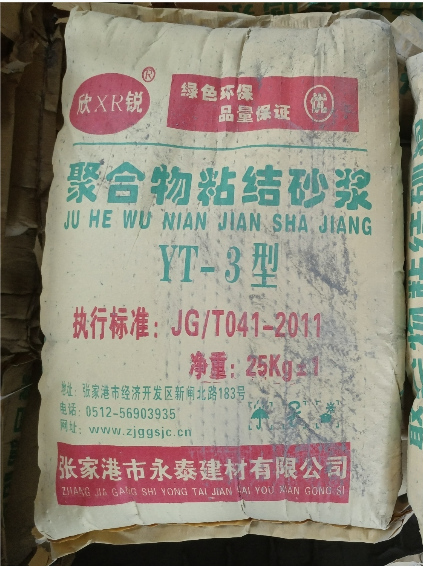 欣XR锐®
绿色环保
品量保证
优
聚合物粘结砂浆
JU HE WU NIAN JIAN SHA JIANG
YT-3型
执行标准：JG/T041-2011
净重：25Kg±1
地址：张家港市经济开发区新闸北路183号
电话：0512-56903935
网址：www.zjggsjc.cn
张家港市永泰建材有限公司
ZHANG JIA GANG SHI YONG TAI JIAN CAI YOU XIAN GONG SI